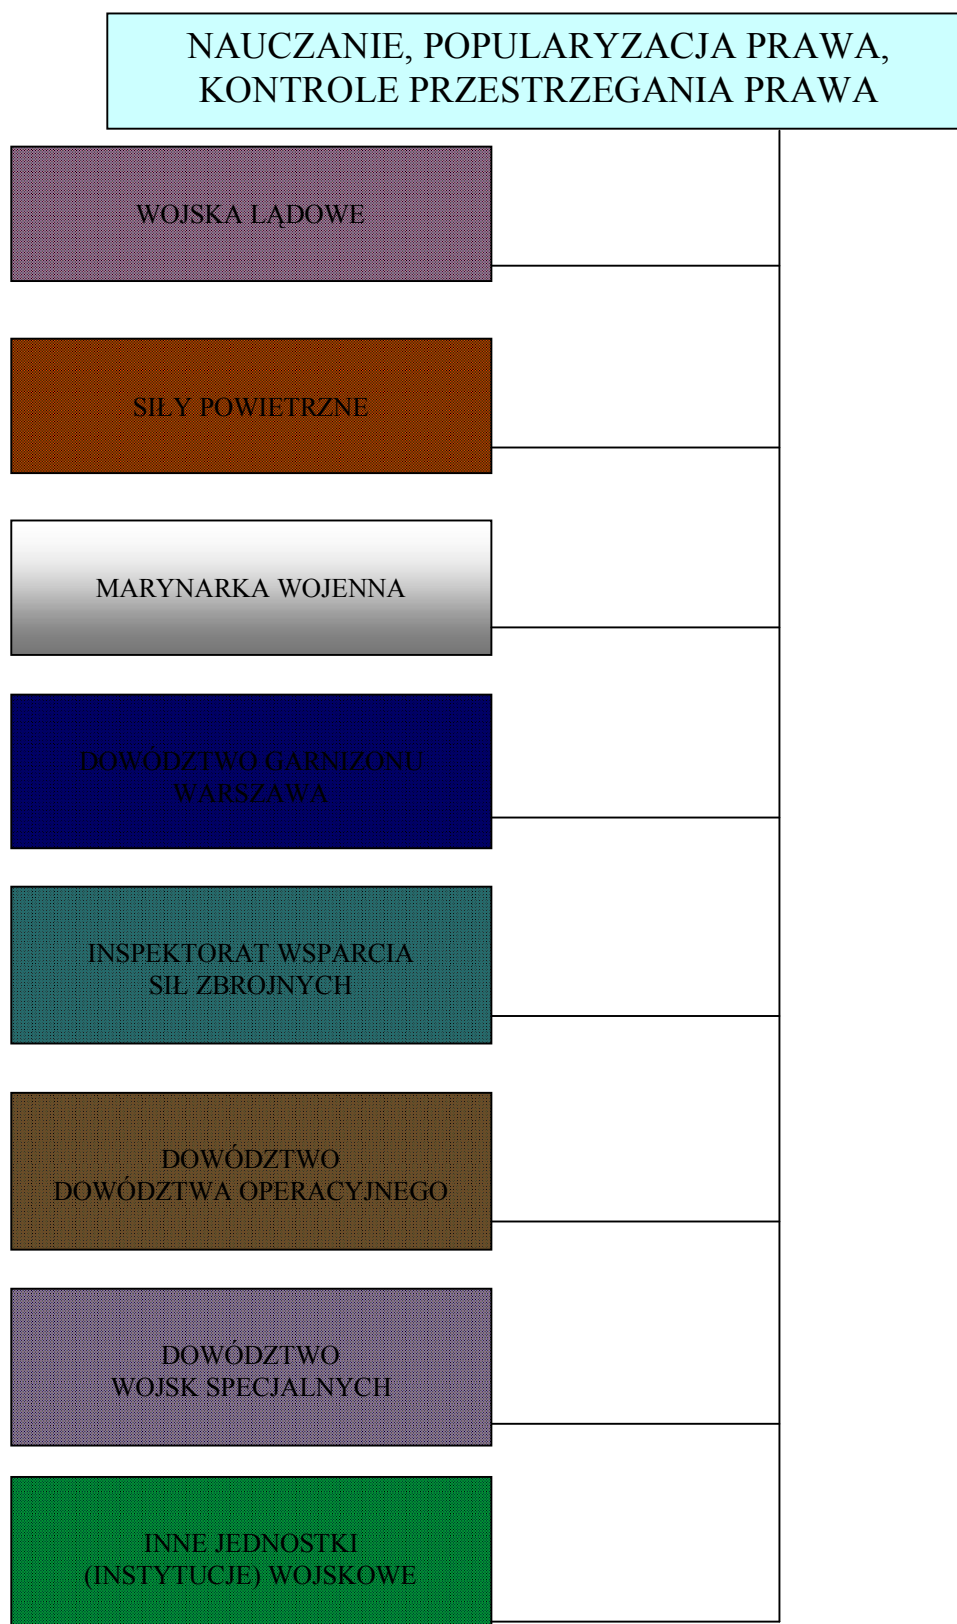 NAUCZANIE, POPULARYZACJA PRAWA,
KONTROLE PRZESTRZEGANIA PRAWA
WOJSKA LĄDOWE
SIŁY POWIETRZNE
MARYNARKA WOJENNA
DOWÓDZTWO GARNIZONU
WARSZAWA
INSPEKTORAT WSPARCIA
SIŁ ZBROJNYCH
DOWÓDZTWO
DOWÓDZTWA OPERACYJNEGO
DOWÓDZTWO
WOJSK SPECJALNYCH
INNE JEDNOSTKI
(INSTYTUCJE) WOJSKOWE